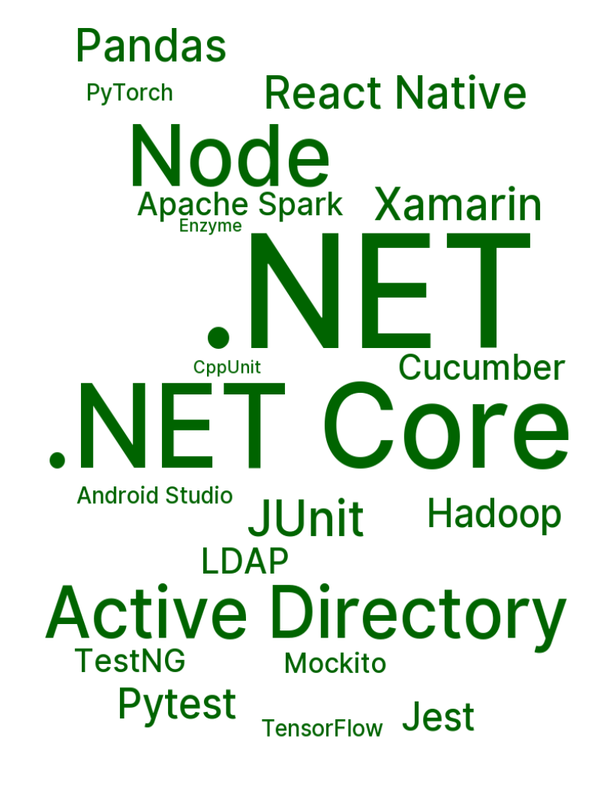 Pandas
PyTorch
React Native
Node
Apache Spark
Xamarin
Enzyme
.NET
CppUnit
Cucumber
.NET Core
Android Studio
JUnit
Hadoop
LDAP
Active Directory
TestNG
Mockito
Pytest
TensorFlow
Jest